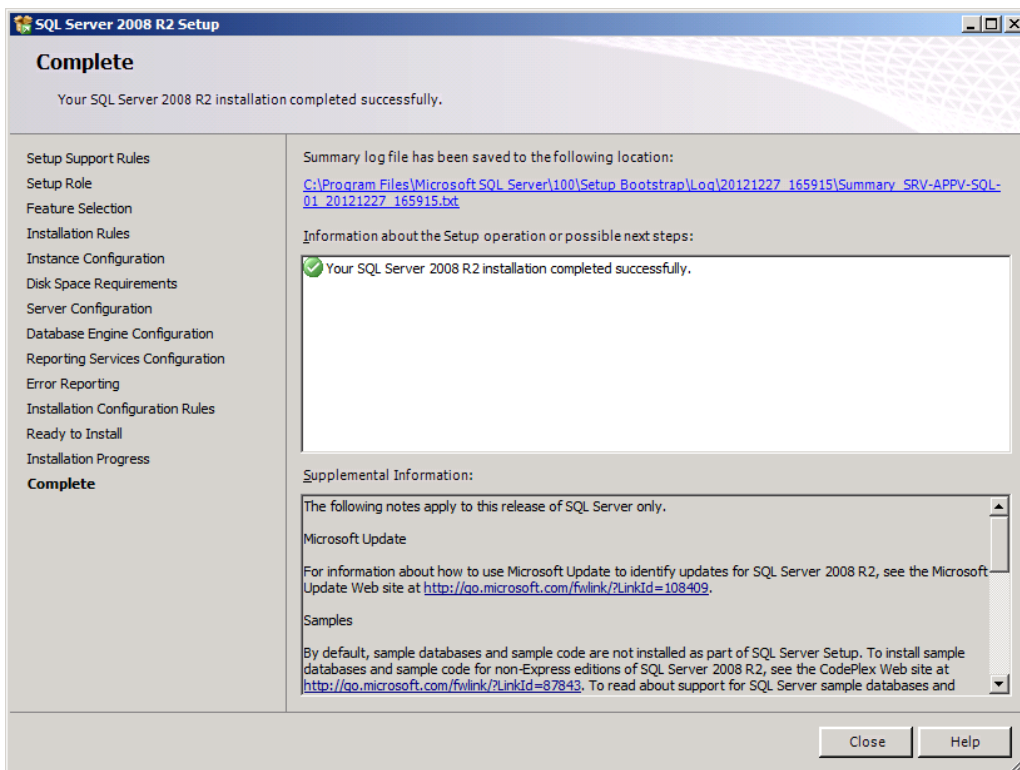 SQL Server 2008 R2 Setup
Complete
Your SQL Server 2008 R2 installation completed successfully.
Setup Support Rules
Setup Role
Feature Selection
Installation Rules
Instance Configuration
Disk Space Requirements
Server Configuration
Database Engine Configuration
Reporting Services Configuration
Error Reporting
Installation Configuration Rules
Ready to Install
Installation Progress
Complete
Summary log file has been saved to the following location:
C:\Program Files\Microsoft SQL Server\100\Setup Bootstrap\Log\20121227_165915\Summary_SRV-APPV-SQL-
01_20121227_165915.txt
Information about the Setup operation or possible next steps:
Your SQL Server 2008 R2 installation completed successfully.
Supplemental Information:
The following notes apply to this release of SQL Server only.
Microsoft Update
For information about how to use Microsoft Update to identify updates for SQL Server 2008 R2, see the Microsoft
Update Web site at http://go.microsoft.com/fwlink/?LinkId=108409.
Samples
By default, sample databases and sample code are not installed as part of SQL Server Setup. To install sample
databases and sample code for non-Express editions of SQL Server 2008 R2, see the CodePlex Web site at
http://go.microsoft.com/fwlink/?LinkId=87843. To read about support for SQL Server sample databases and
Close
Help